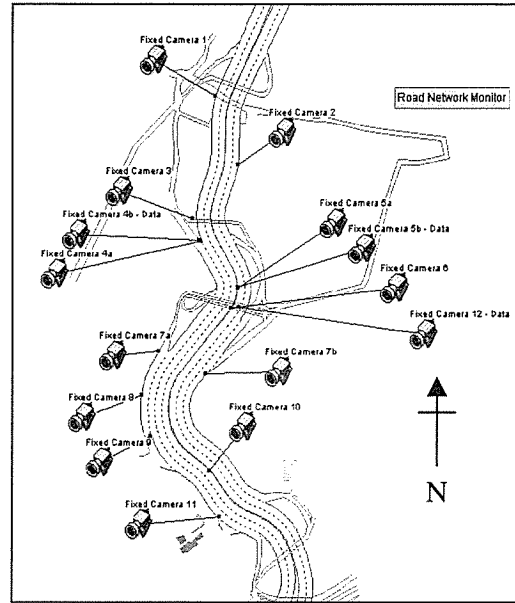 Fixed Camera 1
Road Network Monitor
Fixed Camera 2
Fixed Camera 3
Fixed Camera 5a
Fixed Camera 4b - Data
Fixed Camera 5b - Data
Fixed Camera 4a
Fixed Camera 6
Fixed Camera 12 - Data
Fixed Camera 7a
Fixed Camera 7b
Fixed Camera 8
Fixed Camera 10
Fixed Camera 9
N
Fixed Camera 11